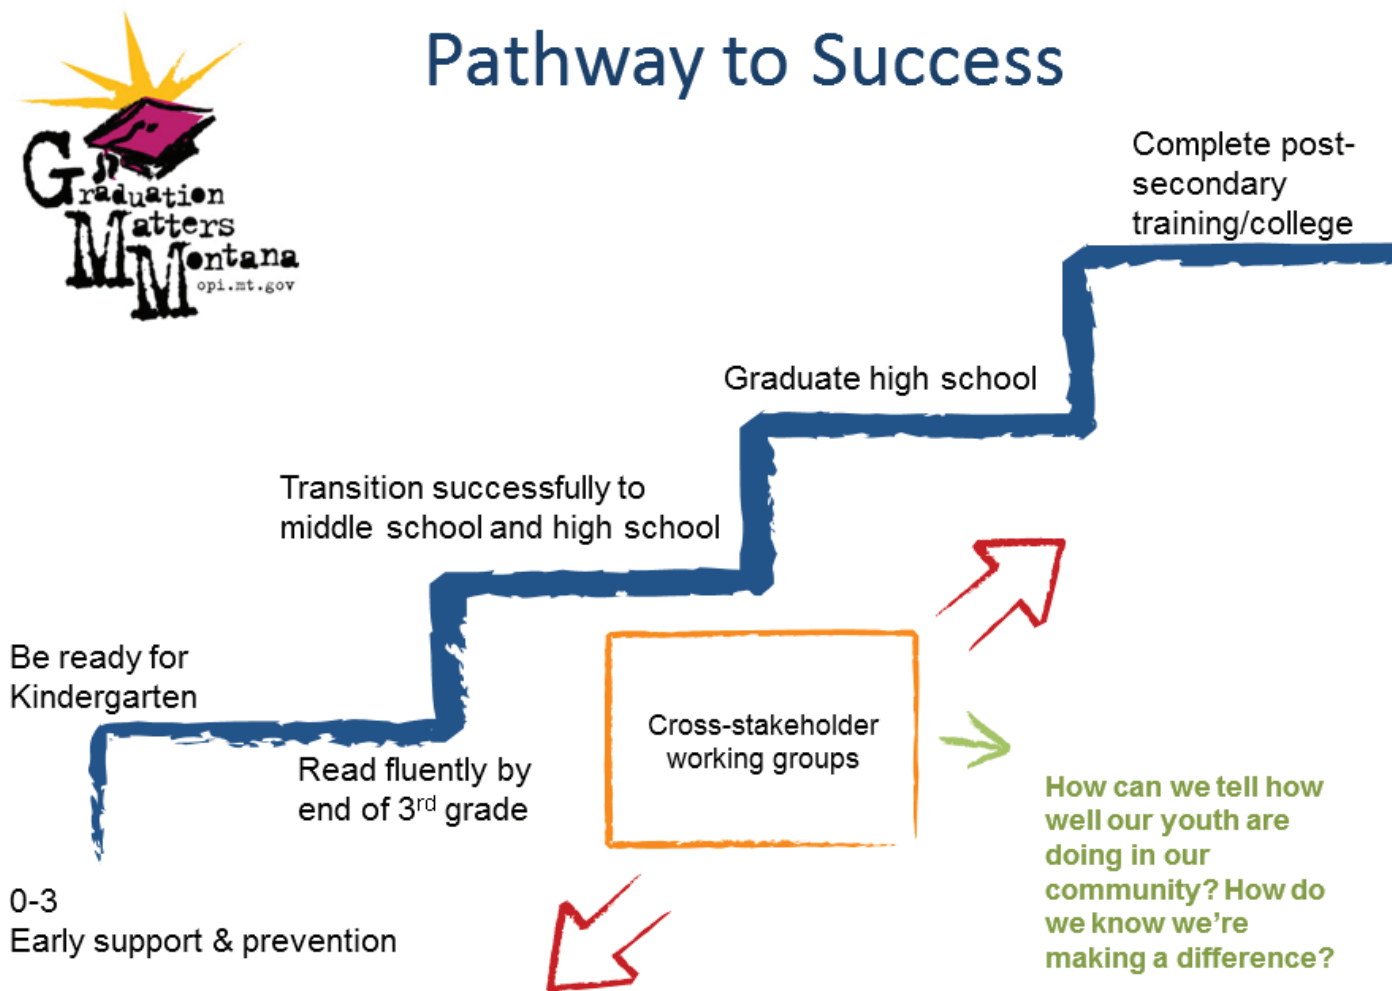 Pathway to Success
Graduation
Matters
Montana
opi.mt.gov
Complete post-
secondary
training/college
Graduate high school
Transition successfully to
middle school and high school
Be ready for
Kindergarten
Read fluently by
end of 3rd grade
Cross-stakeholder
working groups
0-3
Early support & prevention
How can we tell how
well our youth are
doing in our
community? How do
we know we’re
making a difference?